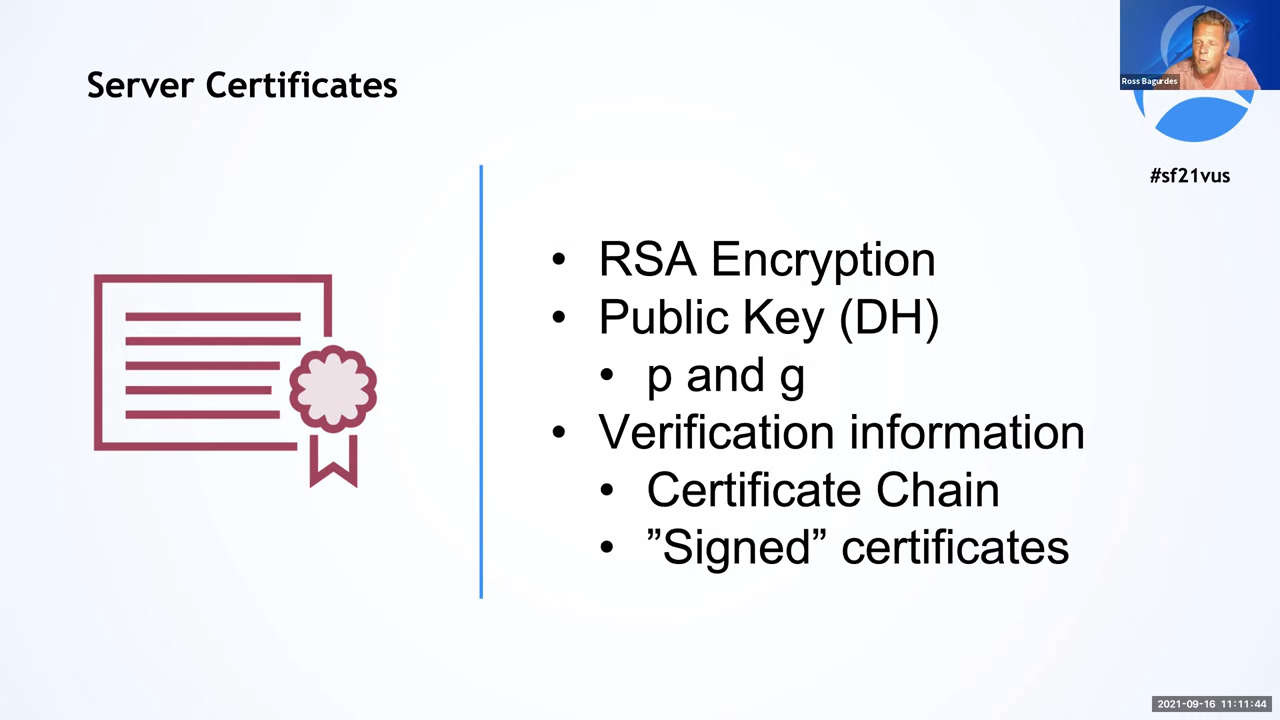 Server Certificates
Ross Bagurdes
#sf21vus
• RSA Encryption
• Public Key (DH)
• p and g
• Verification information
• Certificate Chain
• ”Signed” certificates
2021-09-16 11:11:44